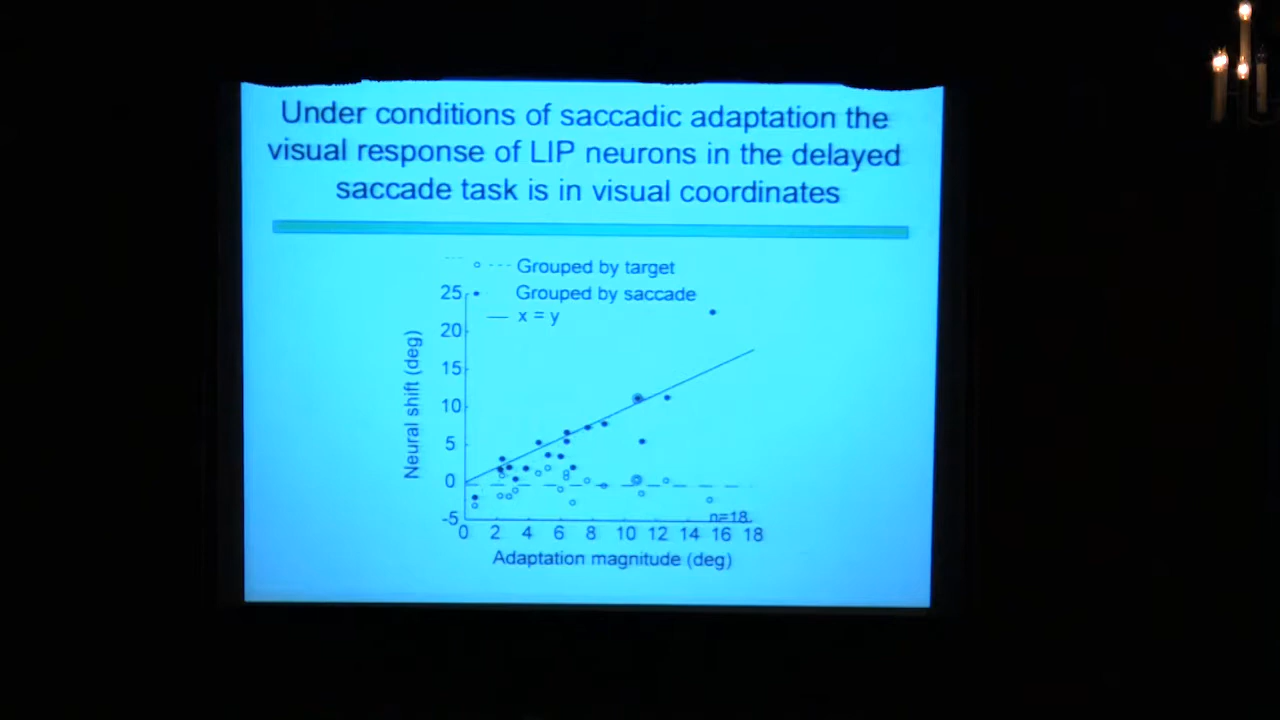 Under conditions of saccadic adaptation the
visual response of LIP neurons in the delayed
saccade task is in visual coordinates
Grouped by target
Grouped by saccade
x = y
25
20
15
10
5
0
-5
Neural shift (deg)
n=18
0 2 4 6 8 10 12 14 16 18
Adaptation magnitude (deg)